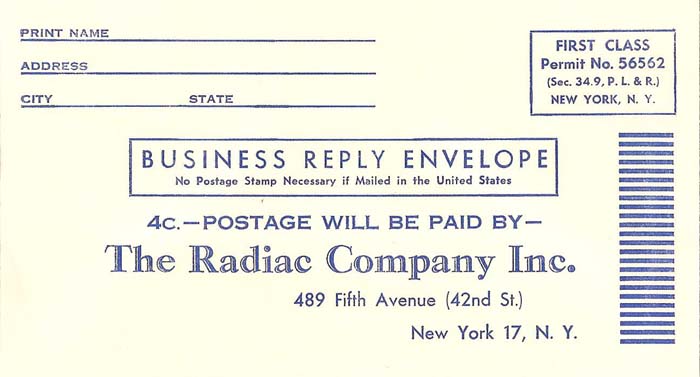 PRINT NAME
ADDRESS
CITY STATE
FIRST CLASS
Permit No. 56562
(Sec. 34.9, P. L. & R.)
NEW YORK, N. Y.
BUSINESS REPLY ENVELOPE
No Postage Stamp Necessary if Mailed in the United States
4c.—POSTAGE WILL BE PAID BY—
The Radiac Company Inc.
489 Fifth Avenue (42nd St.)
New York 17, N. Y.